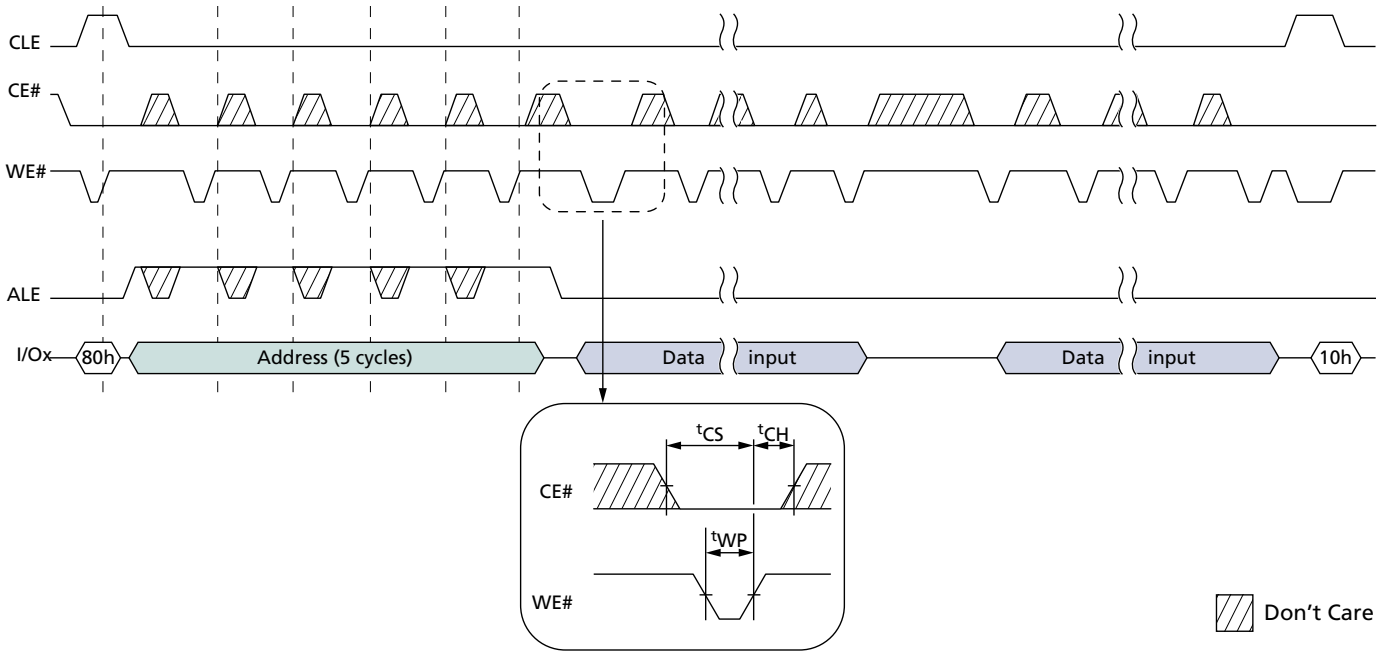 CLE
CE#
WE#
ALE
I/Ox
80h
Address (5 cycles)
Data input
Data input
10h
tCS
tCH
CE#
tWP
WE#
Don't Care